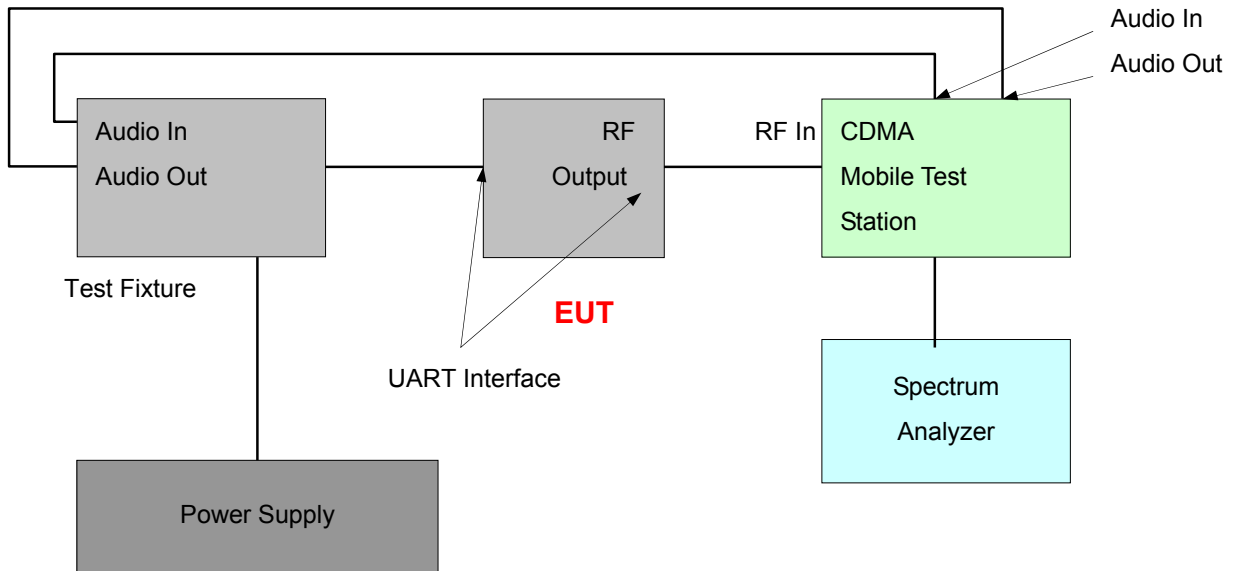 Audio In
Audio Out
Audio In
Audio Out
RF
Output
RF In
CDMA
Mobile Test
Station
Test Fixture
EUT
UART Interface
Spectrum
Analyzer
Power Supply